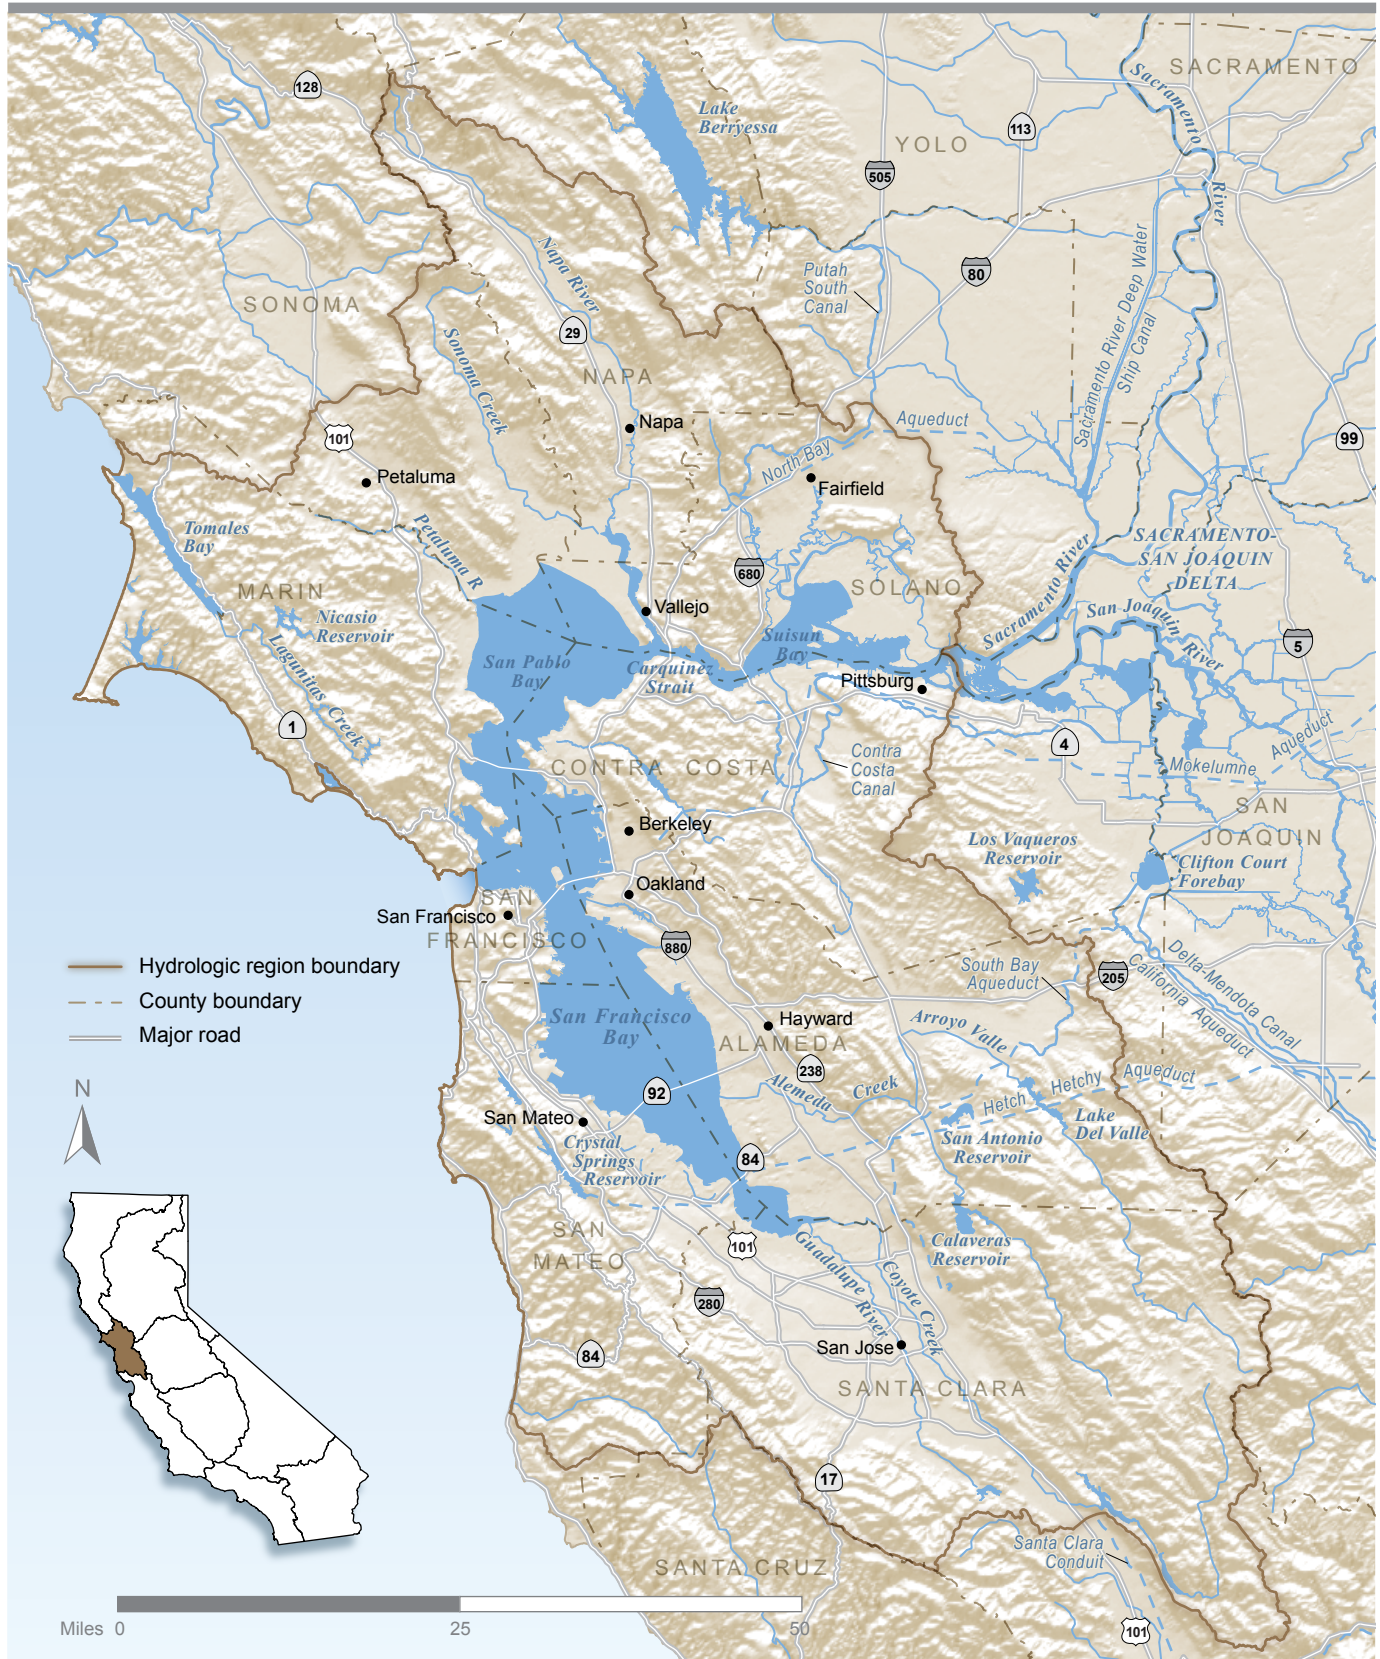 SACRAMENTO
128
Lake
Berryessa
Sacramento
River
113
YOLO
505
80
Napa River
Putah
South
Canal
SONOMA
29
Sonoma Creek
NAPA
Sacramento River Deep Water
Ship Canal
Napa
Aqueduct
101
99
North Bay
Petaluma
Fairfield
Tomales
Bay
Petaluma R
SACRAMENTO-
SAN JOAQUIN
DELTA
680
SOLANO
MARIN
Vallejo
Sacramento River
San Joaquin
River
Nicasio
Reservoir
Suisun
Bay
5
Lagunitas Creek
San Pablo
Bay
Carquinez
Strait
Pittsburg
1
4
Aqueduct
Contra
Costa
Canal
CONTRA COSTA
Mokelumne
SAN
JOAQUIN
Berkeley
Los Vaqueros
Reservoir
Clifton Court
Forebay
Oakland
SAN
FRANCISCO
San Francisco
880
Hydrologic region boundary
County boundary
Major road
South Bay
Aqueduct
205
Delta-Mendota Canal
California
Aqueduct
San Francisco
Bay
Hayward
Arroyo Valle
ALAMEDA
238
N
92
Alemeda
Creek
Hetch
Hetchy
Aqueduct
San Mateo
Crystal
Springs
Reservoir
San Antonio
Reservoir
Lake
Del Valle
84
SAN
MATEO
101
Guadalupe
River
Coyote Creek
Calaveras
Reservoir
280
84
San Jose
SANTA CLARA
17
Santa Clara
Conduit
SANTA CRUZ
Miles 0
25
50
101